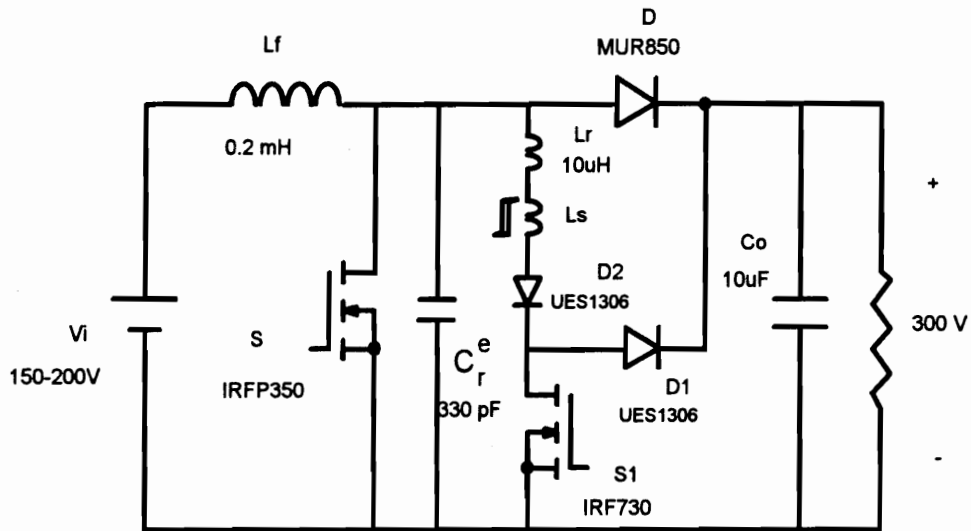 D
MUR850
Lf
0.2 mH
Lr
10uH
Ls
D2
UES1306
Co
10uF
+
Vi
150-200V
S
IRFP350
C_r^e
330 pF
D1
UES1306
300 V
S1
IRF730
-